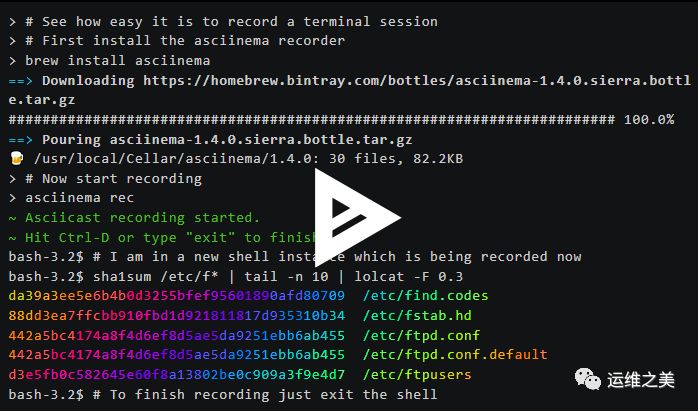 > # See how easy it is to record a terminal session
> # First install the asciinema recorder
> brew install asciinema
==> Downloading https://homebrew.bintray.com/bottles/asciinema-1.4.0.sierra.bottl
e.tar.gz
######################################################################## 100.0%
==> Pouring asciinema-1.4.0.sierra.bottle.tar.gz
🍺 /usr/local/Cellar/asciinema/1.4.0: 30 files, 82.2KB
> # Now start recording
> asciinema rec
~ Asciicast recording started.
~ Hit Ctrl-D or type "exit" to finish
bash-3.2$ # I am in a new shell instance which is being recorded now
bash-3.2$ sha1sum /etc/f* | tail -n 10 | lolcat -F 0.3
da39a3ee5e6b4b0d3255bfef95601890afd80709  /etc/find.codes
88dd3ea7ffcbb910fbd1d921811817d935310b34  /etc/fstab.hd
442a5bc4174a8f4d6ef8d5ae5da9251ebb6ab455  /etc/ftpd.conf
442a5bc4174a8f4d6ef8d5ae5da9251ebb6ab455  /etc/ftpd.conf.default
d3e5fb0c582645e60f8a13802be0c909a3f9e4d7  /etc/ftpusers
bash-3.2$ # To finish recording just exit the shell
运维之美